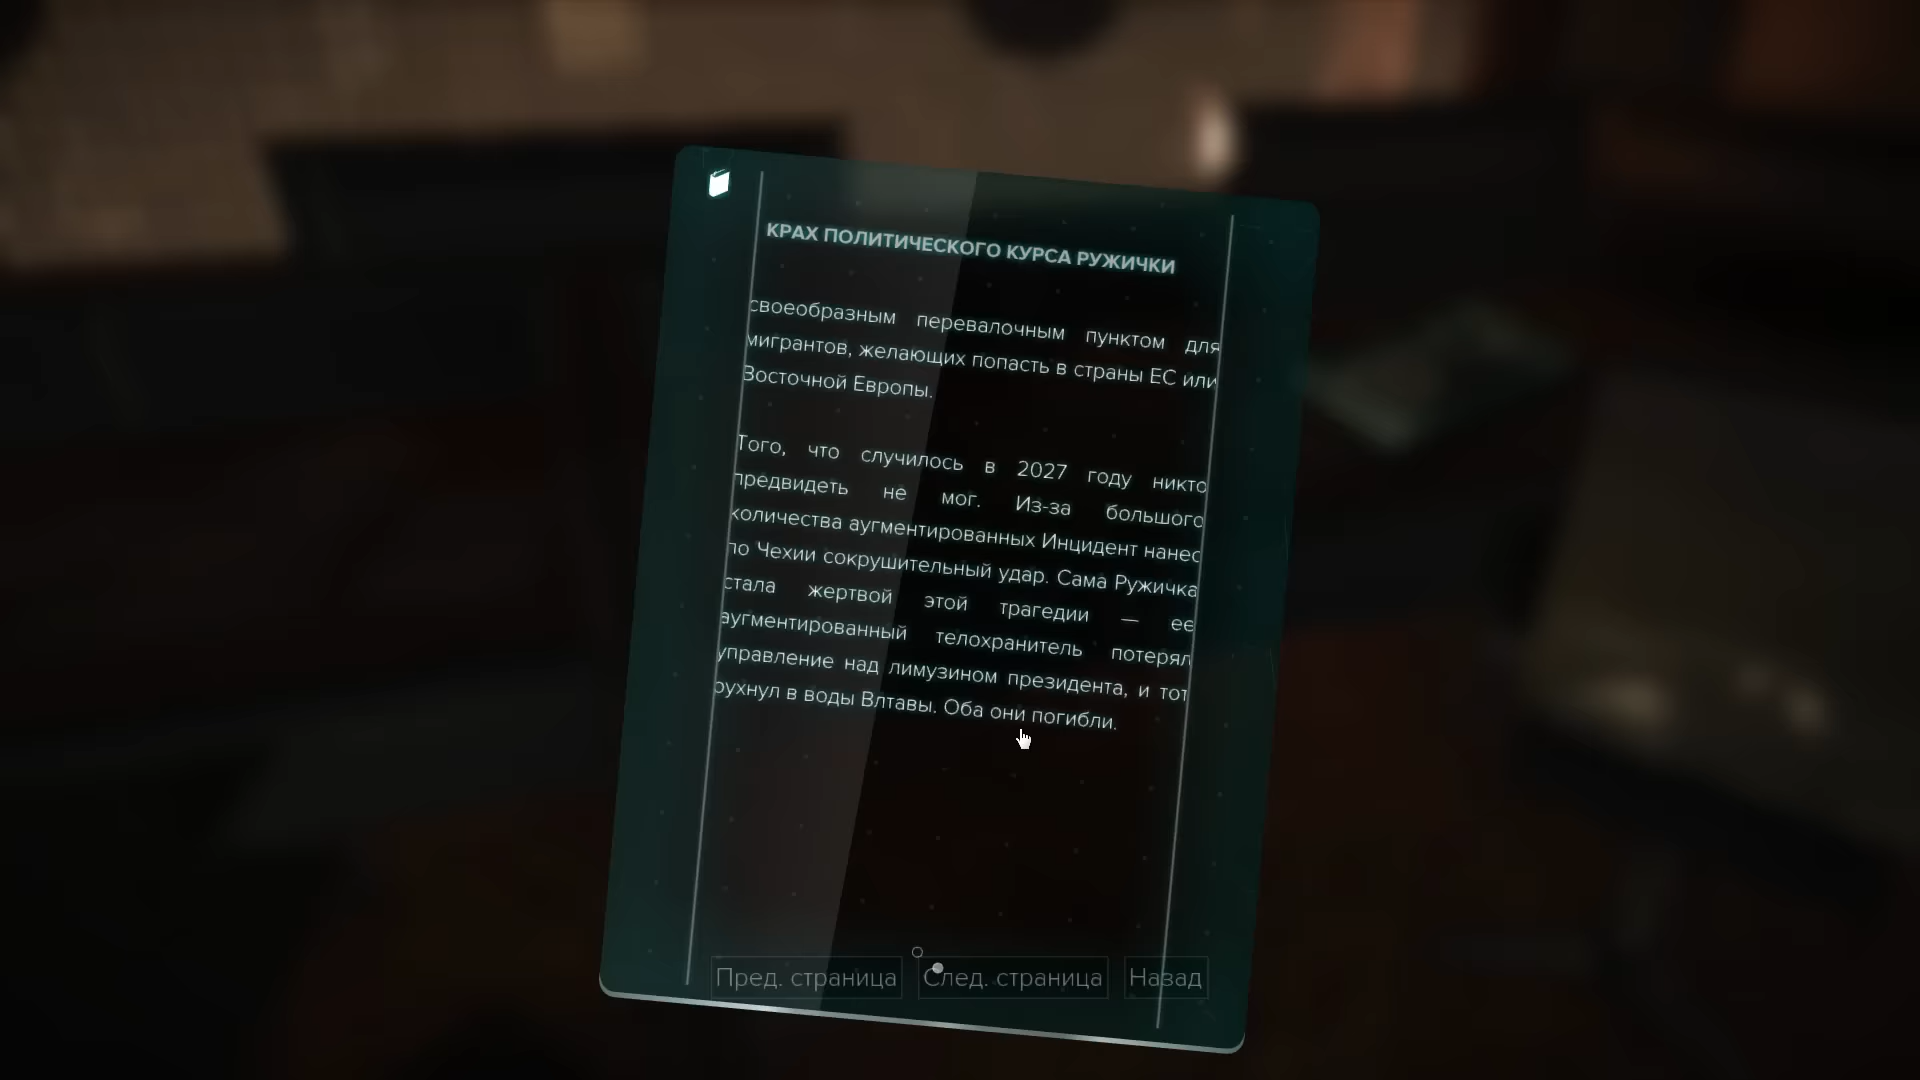 КРАХ ПОЛИТИЧЕСКОГО КУРСА РУЖИЧКИ
своеобразным перевалочным пунктом для
мигрантов, желающих попасть в страны ЕС или
Восточной Европы.
Того, что случилось в 2027 году никто
предвидеть не мог. Из-за большого
количества аугментированных Инцидент нанес
по Чехии сокрушительный удар. Сама Ружичка
стала жертвой этой трагедии — ее
аугментированный телохранитель потерял
управление над лимузином президента, и тот
рухнул в воды Влтавы. Оба они погибли.
Пред. страница След. страница Назад